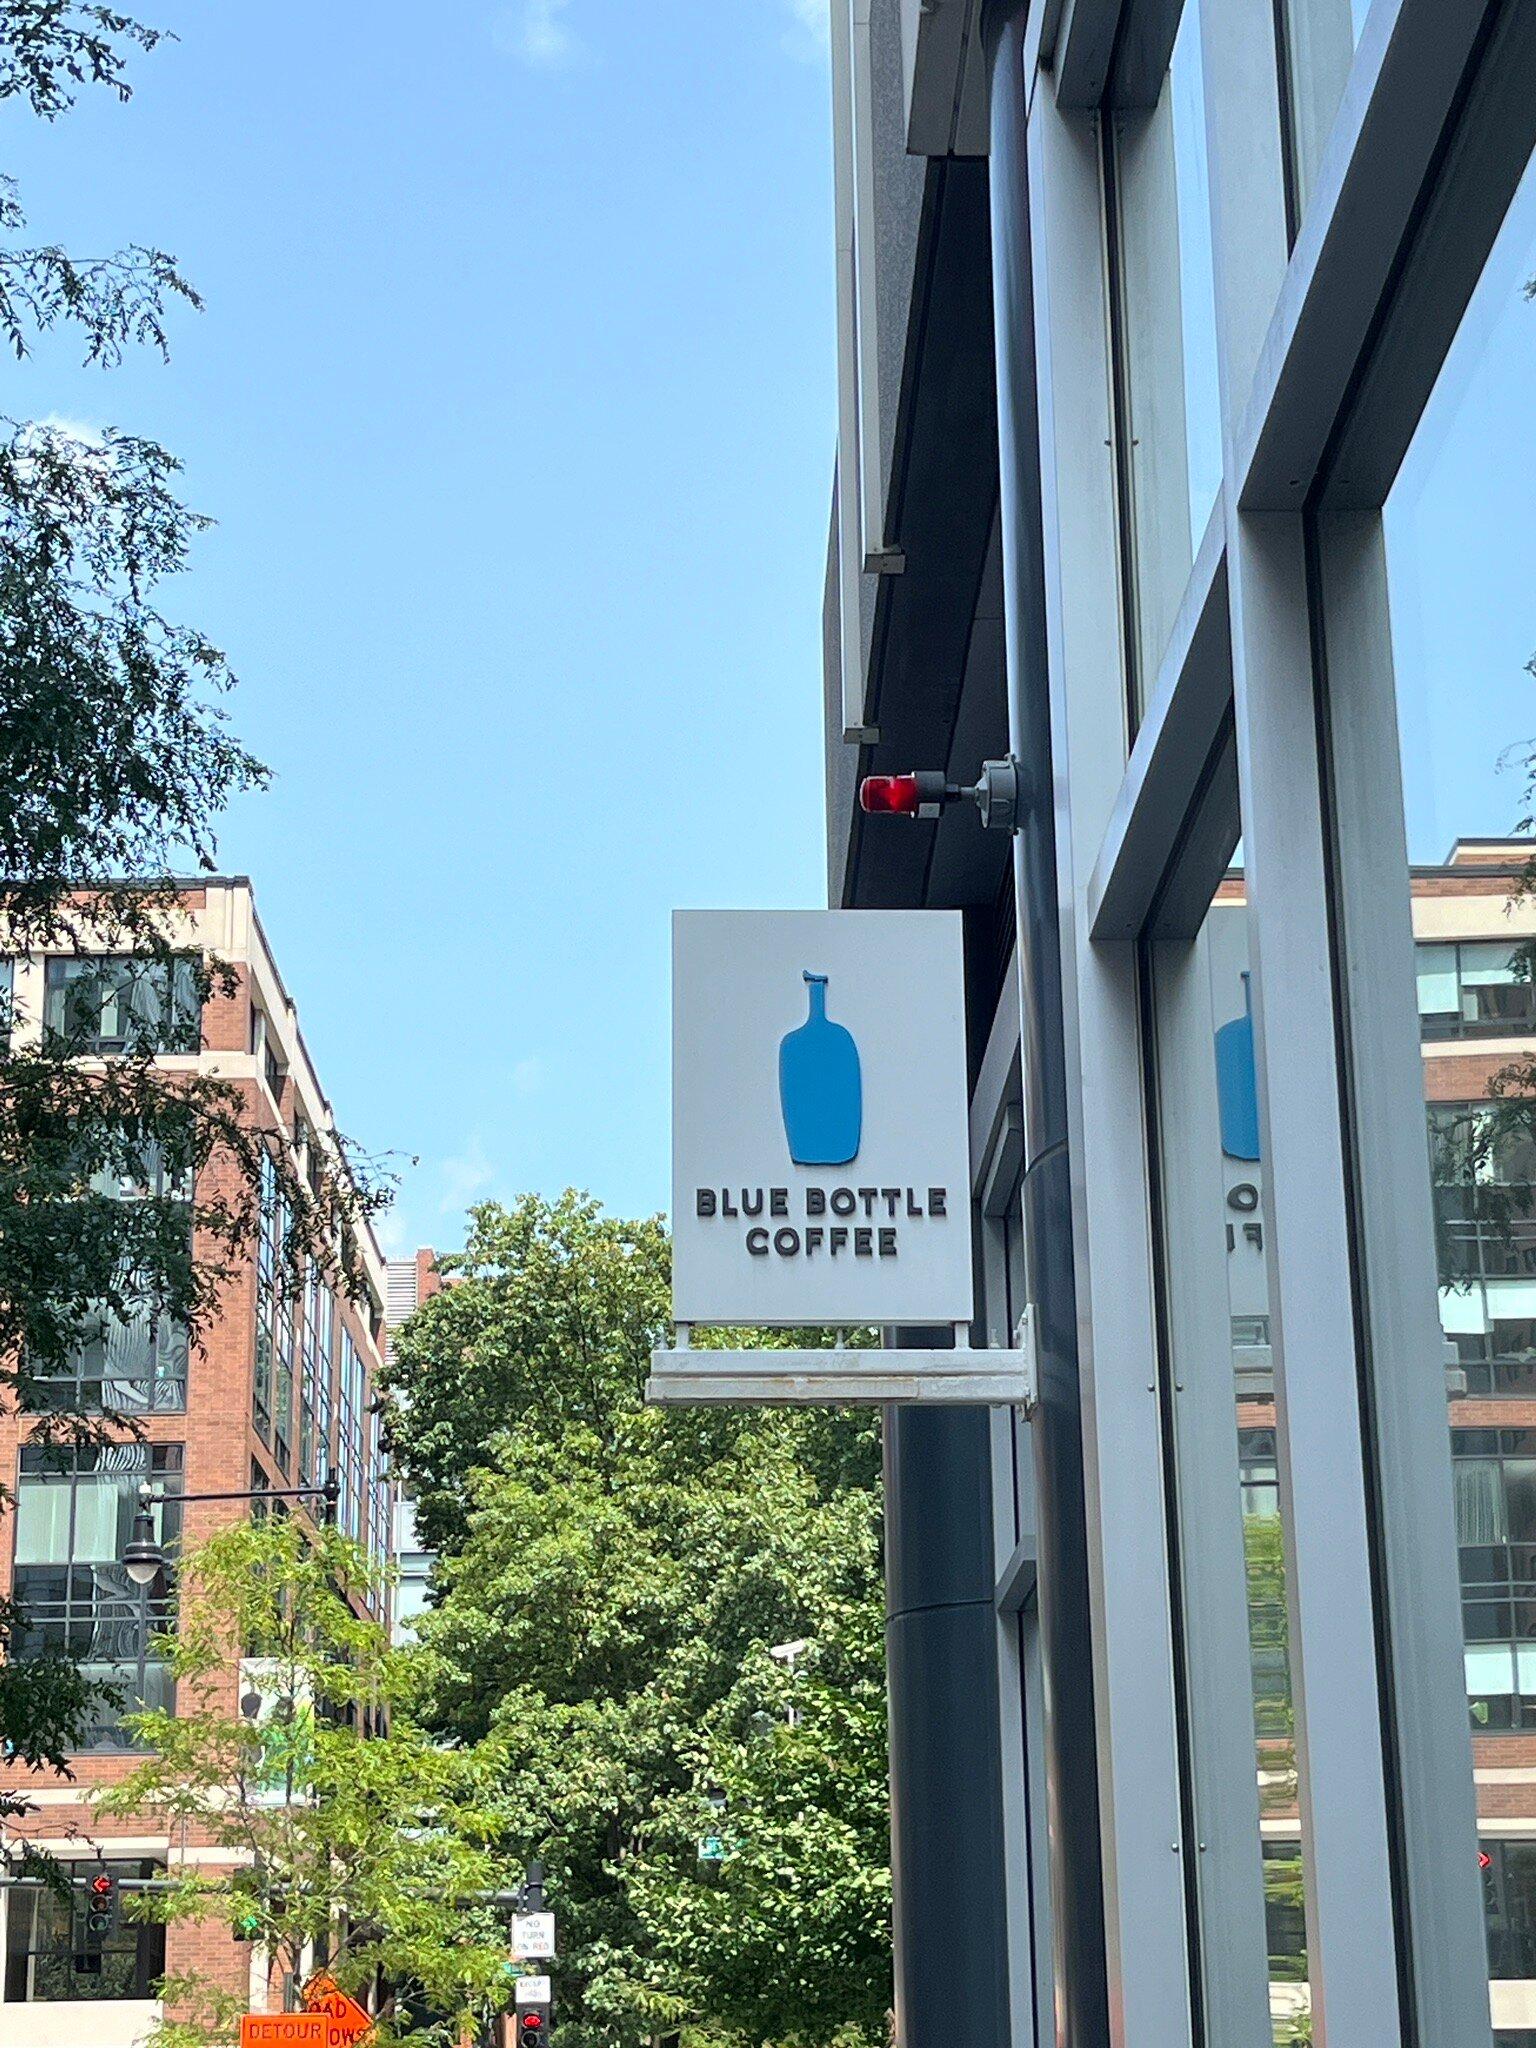 BLUE BOTTLE
COFFEE
NO
TURN
ON RED
DETOUR